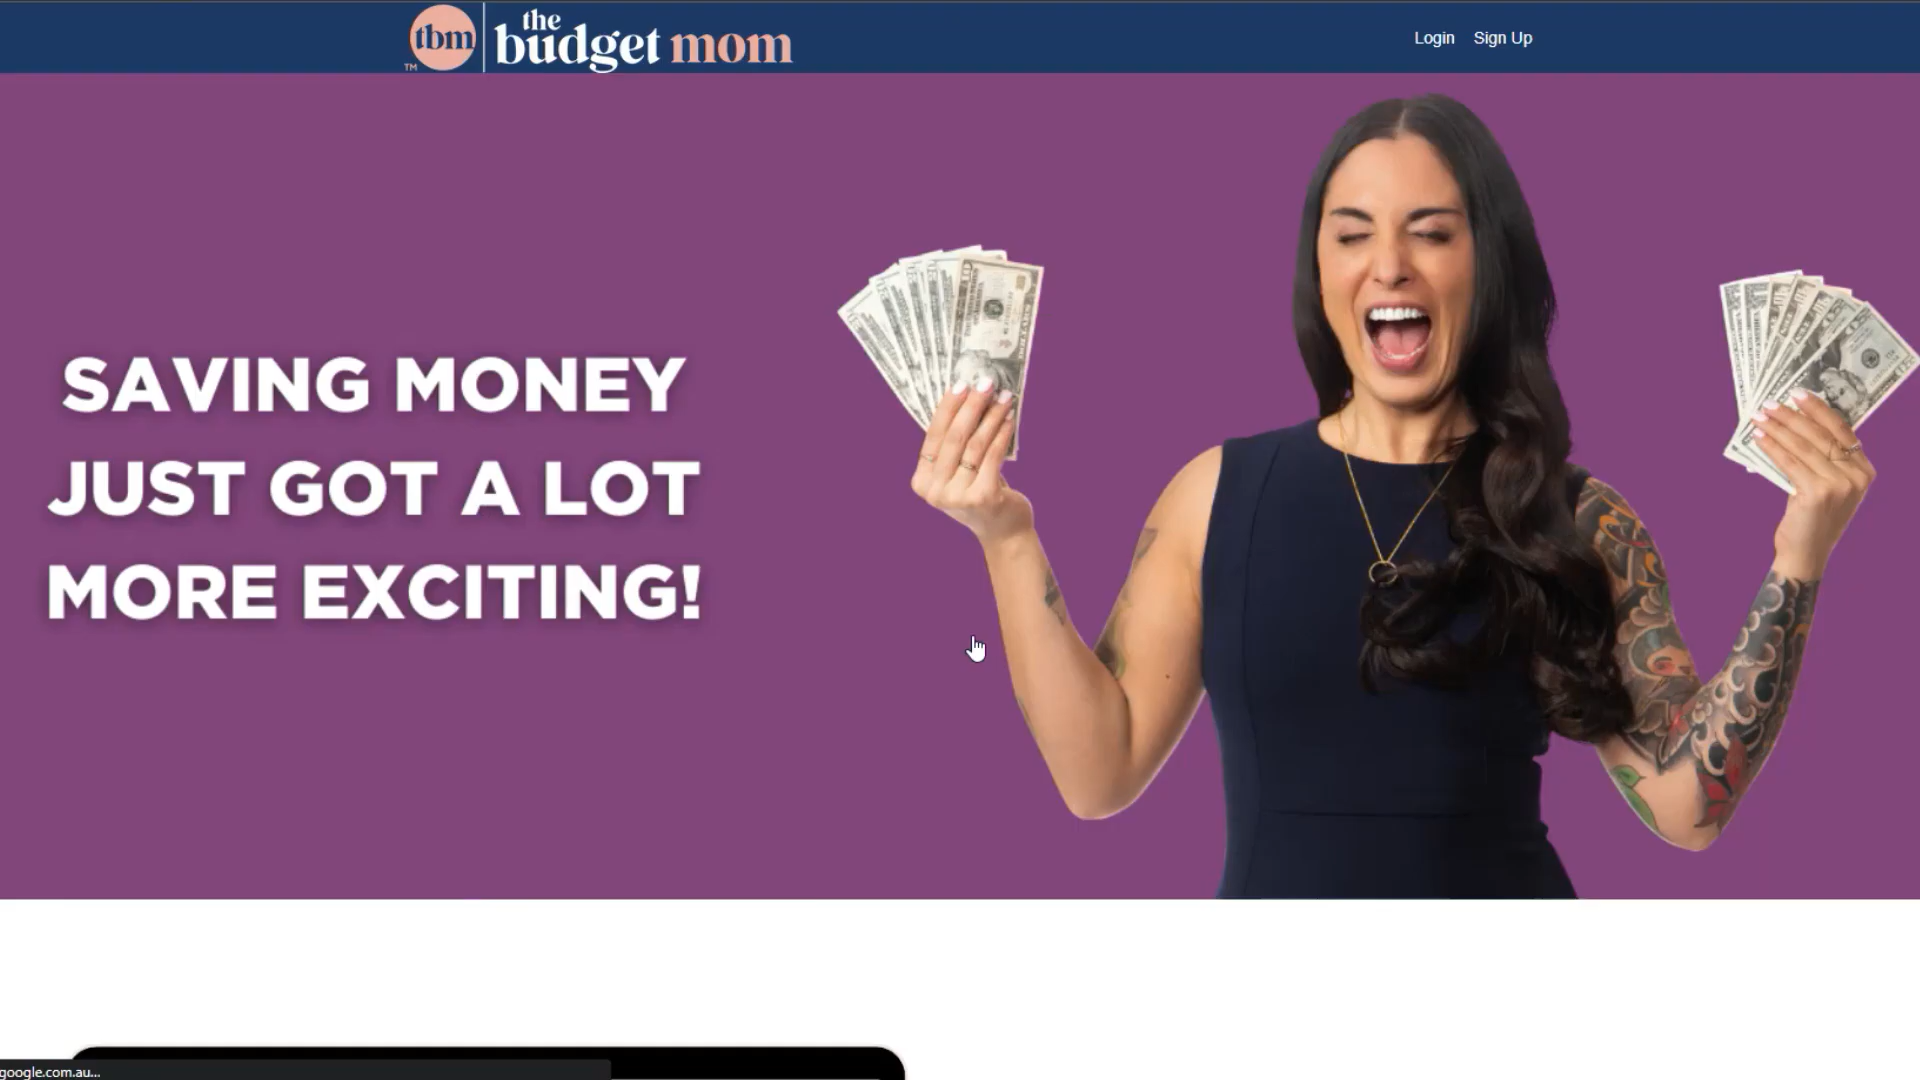 tbm
TM
the
budget mom
Login Sign Up
SAVING MONEY
JUST GOT A LOT
MORE EXCITING!
google.com.au...